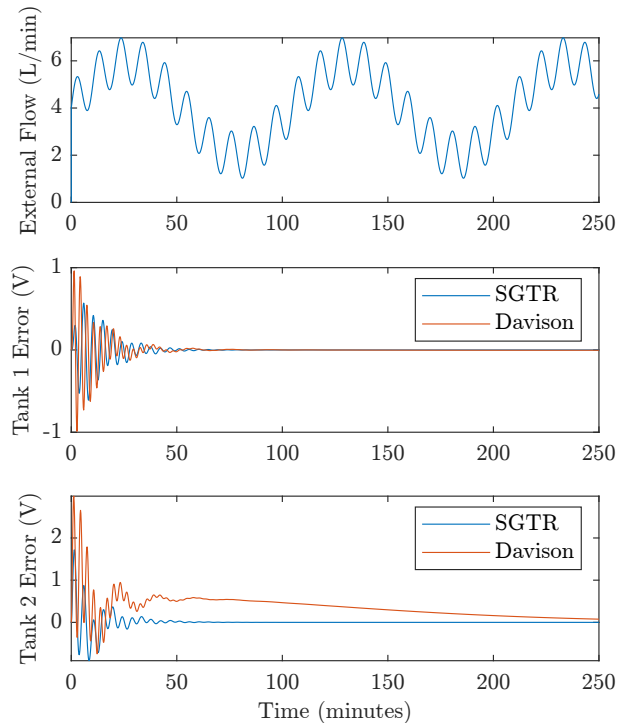 External Flow (L/min)
6
4
2
0
0 50 100 150 200 250
Tank 1 Error (V)
1
0
-1
SGTR
Davison
0 50 100 150 200 250
Tank 2 Error (V)
2
1
0
SGTR
Davison
0 50 100 150 200 250
Time (minutes)